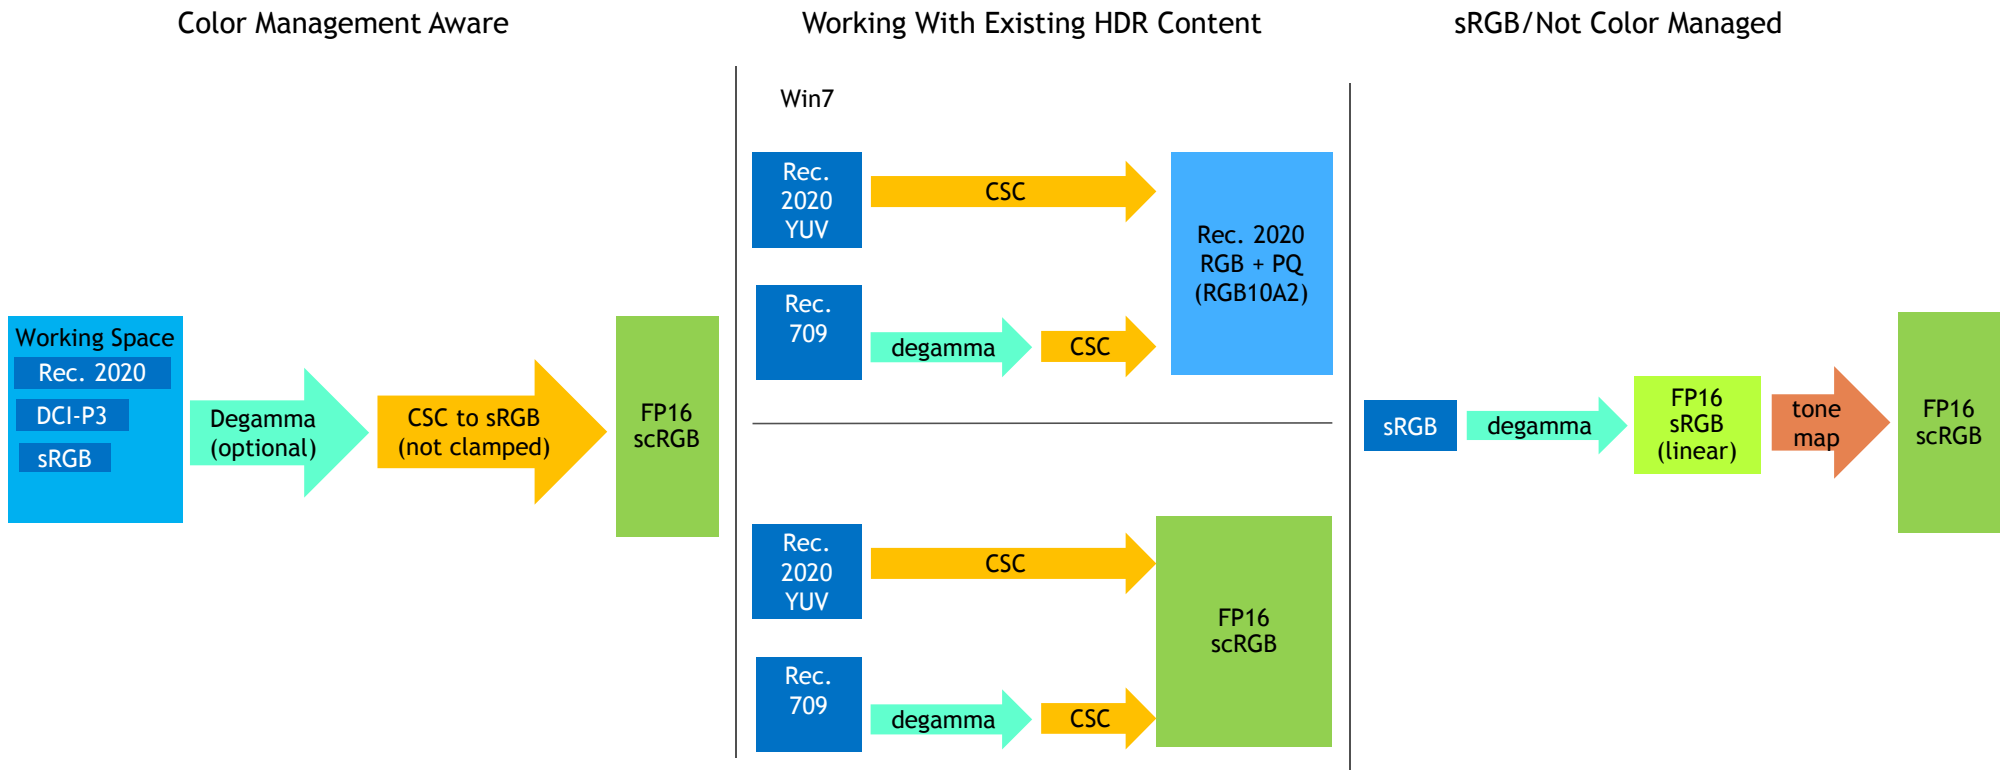 Color Management Aware
Working Space
Rec. 2020
DCI-P3
sRGB
Degamma
(optional)
CSC to sRGB
(not clamped)
FP16
scRGB
Working With Existing HDR Content
Win7
Rec.
2020
YUV
CSC
Rec.
709
degamma
CSC
Rec. 2020
RGB + PQ
(RGB10A2)
Rec.
2020
YUV
CSC
Rec.
709
degamma
CSC
FP16
scRGB
sRGB/Not Color Managed
sRGB
degamma
FP16
sRGB
(linear)
tone
map
FP16
scRGB